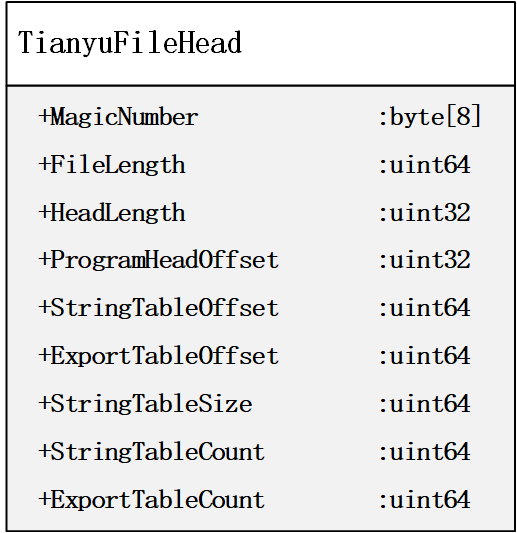 TianyuFileHead
+MagicNumber :byte[8]
+FileLength :uint64
+HeadLength :uint32
+ProgramHeadOffset :uint32
+StringTableOffset :uint64
+ExportTableOffset :uint64
+StringTableSize :uint64
+StringTableCount :uint64
+ExportTableCount :uint64